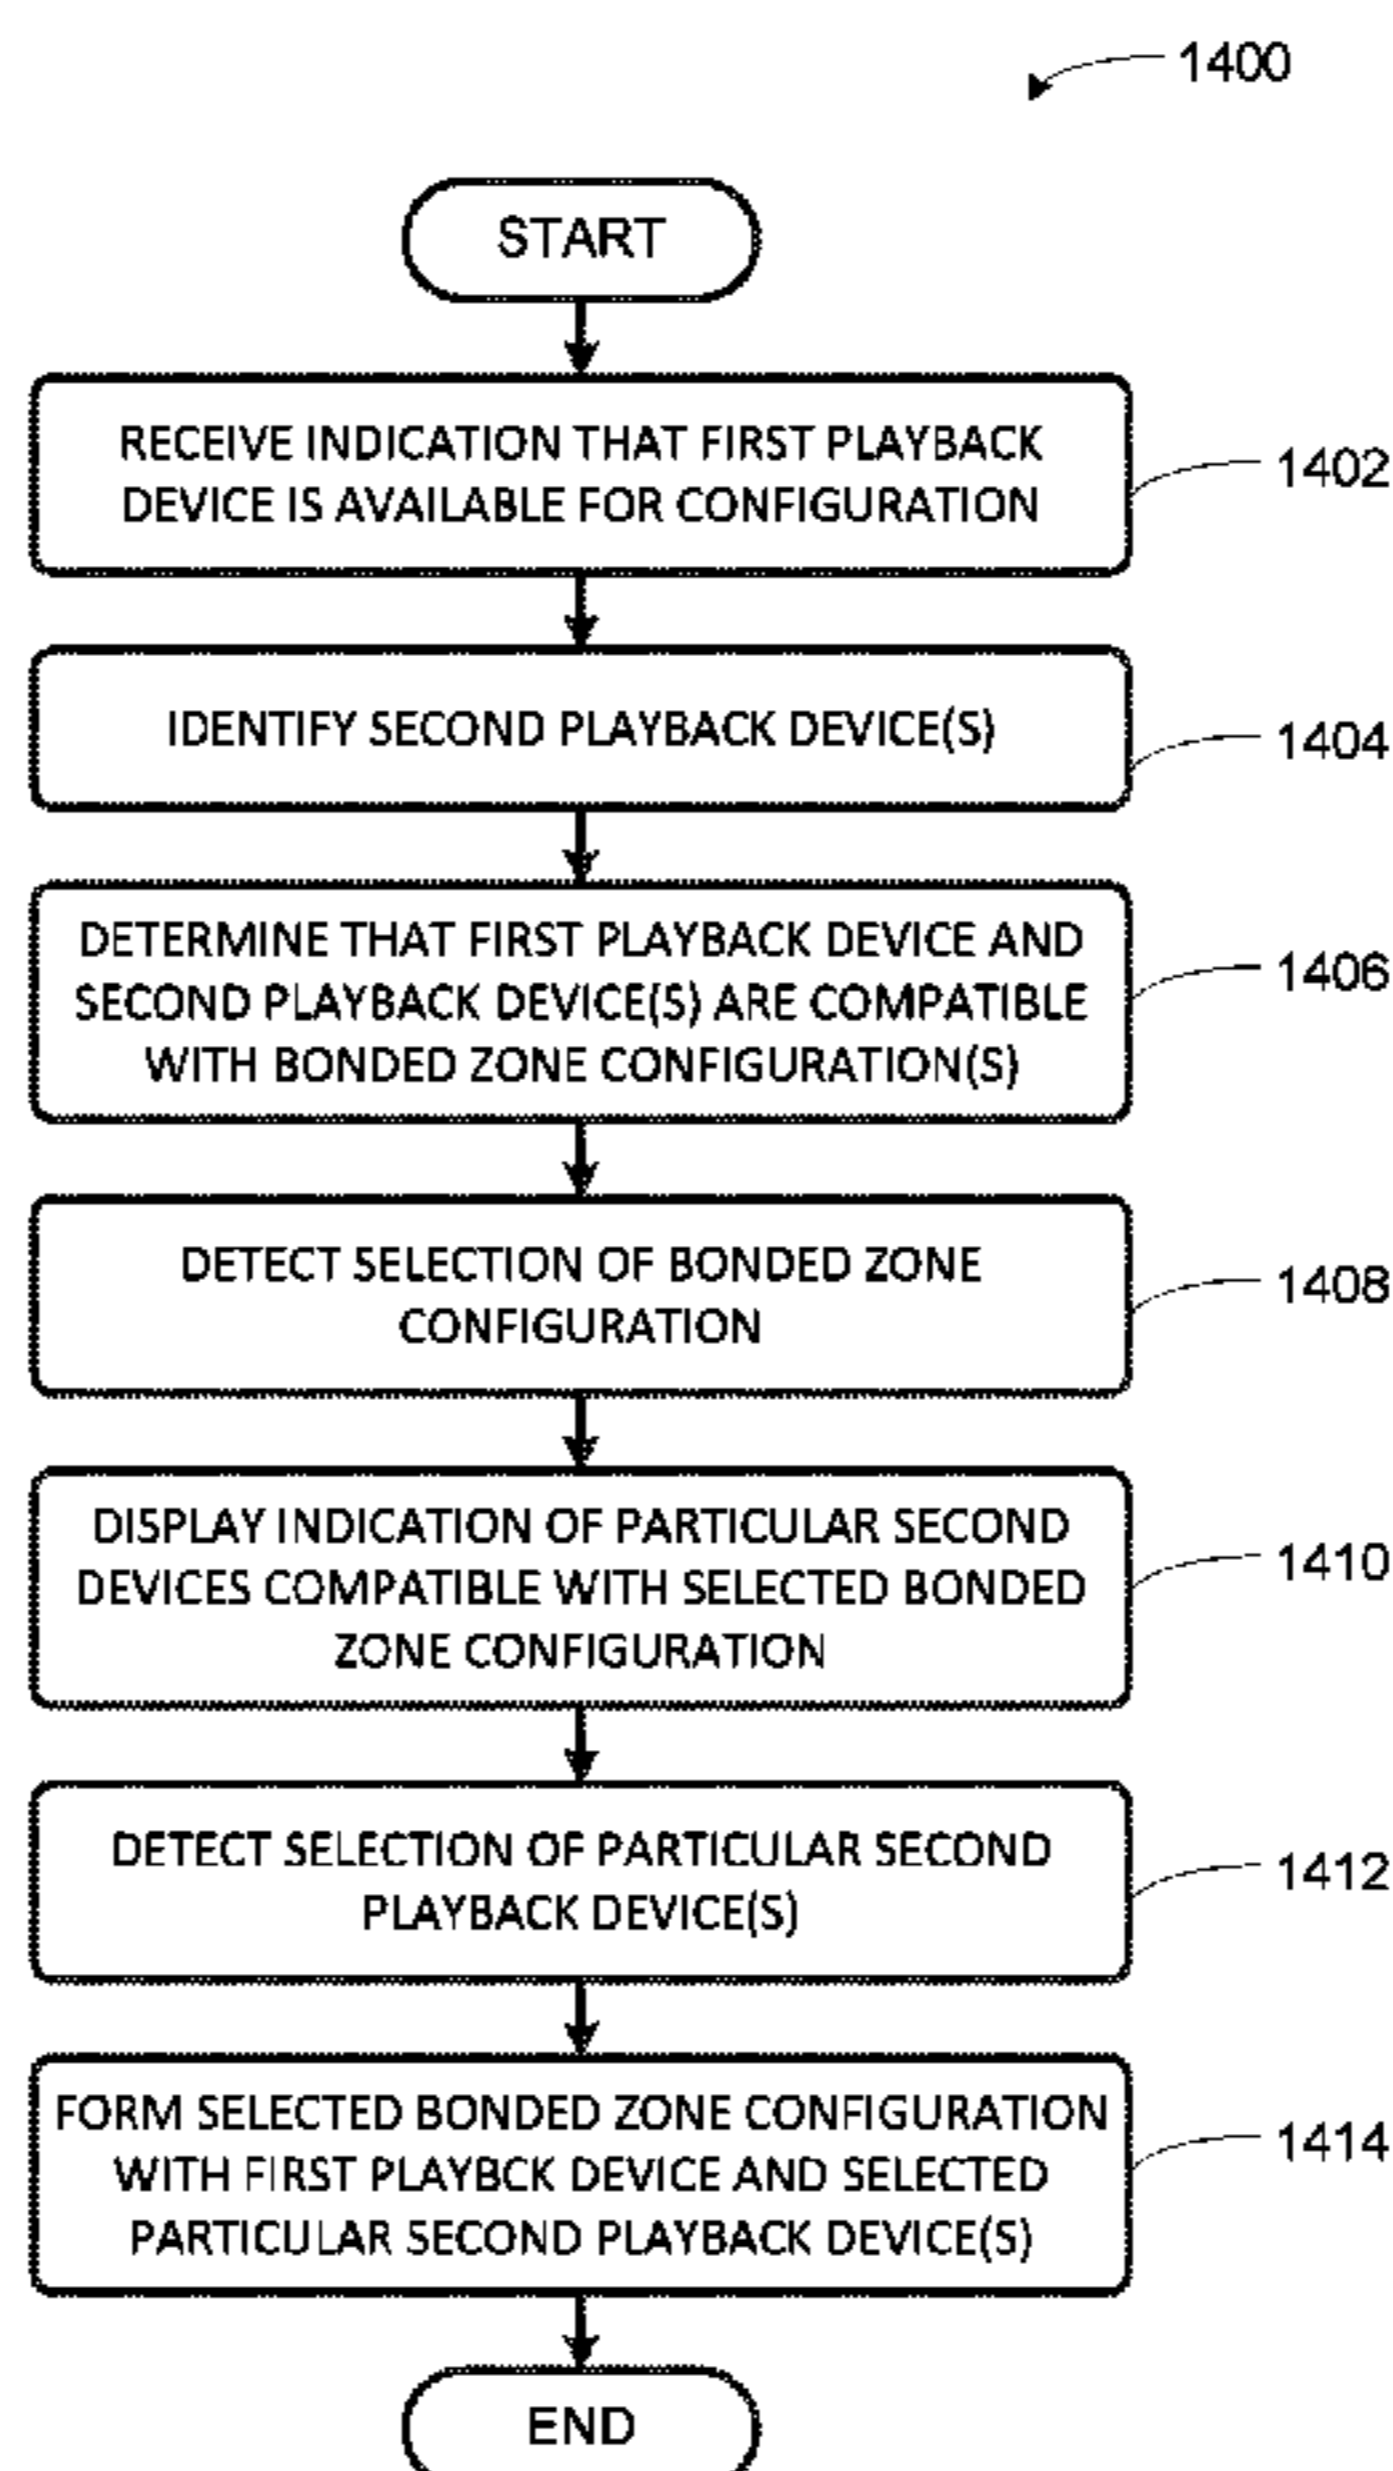 1400
START
RECEIVE INDICATION THAT FIRST PLAYBACK
DEVICE IS AVAILABLE FOR CONFIGURATION
1402
IDENTIFY SECOND PLAYBACK DEVICE(S)
1404
DETERMINE THAT FIRST PLAYBACK DEVICE AND
SECOND PLAYBACK DEVICE(S) ARE COMPATIBLE
WITH BONDED ZONE CONFIGURATION(S)
1406
DETECT SELECTION OF BONDED ZONE
CONFIGURATION
1408
DISPLAY INDICATION OF PARTICULAR SECOND
DEVICES COMPATIBLE WITH SELECTED BONDED
ZONE CONFIGURATION
1410
DETECT SELECTION OF PARTICULAR SECOND
PLAYBACK DEVICE(S)
1412
FORM SELECTED BONDED ZONE CONFIGURATION
WITH FIRST PLAYBCK DEVICE AND SELECTED
PARTICULAR SECOND PLAYBACK DEVICE(S)
1414
END